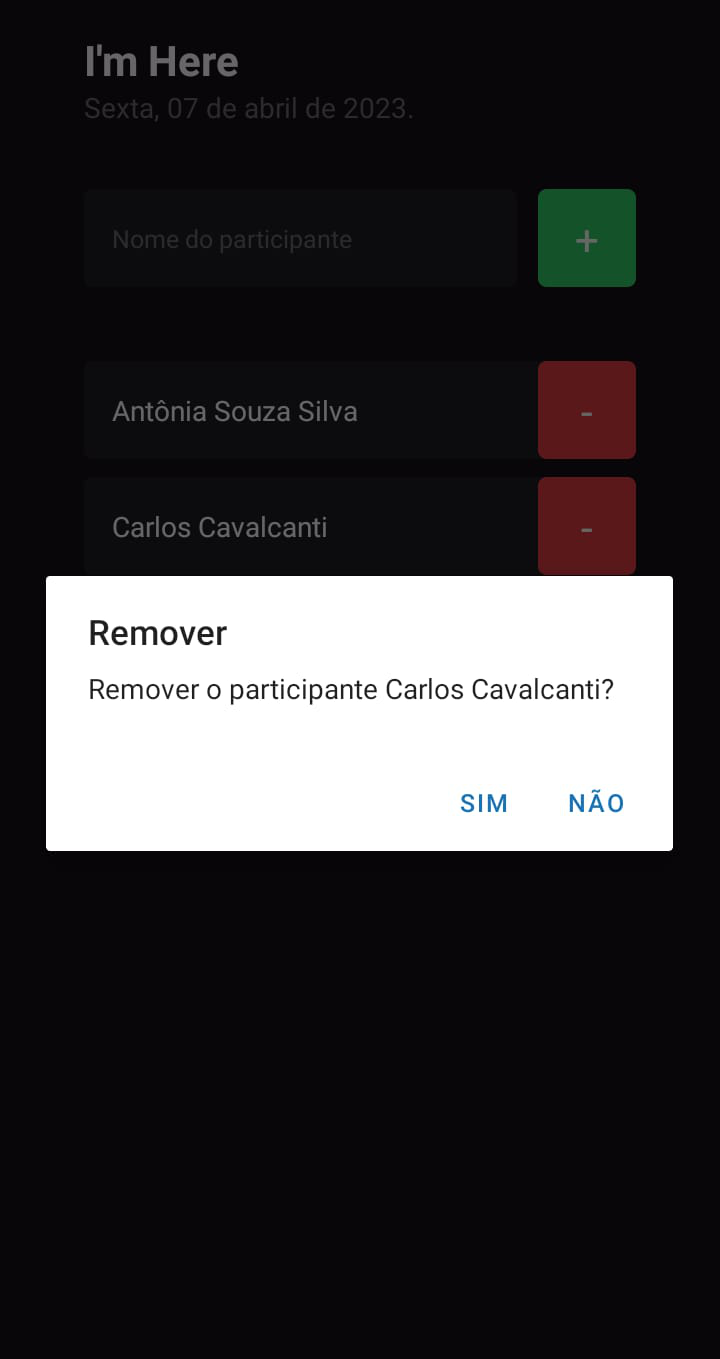 I'm Here
Sexta, 07 de abril de 2023.
Nome do participante
+
Antônia Souza Silva
-
Carlos Cavalcanti
-
Remover
Remover o participante Carlos Cavalcanti?
SIM NÃO